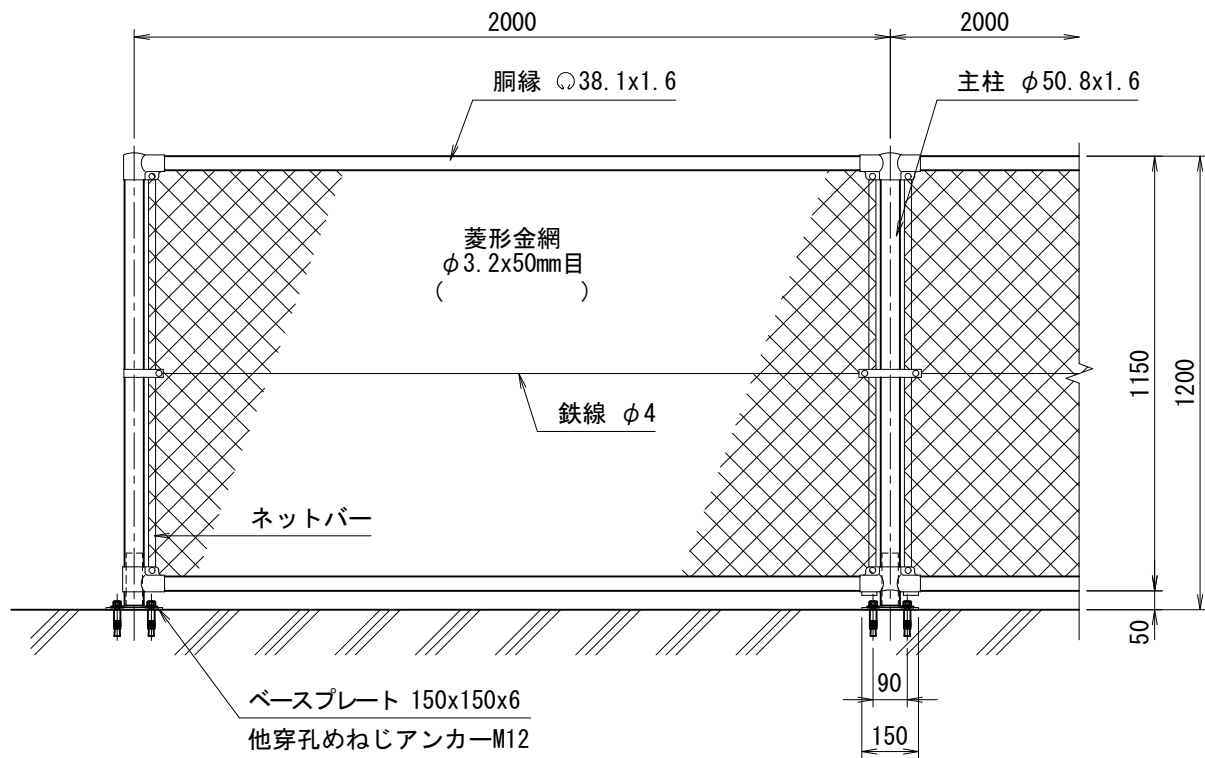 2000
2000
胴縁 38.1x1.6
主柱 φ50.8x1.6
菱形金網
φ3.2x50mm目
( )
1150
1200
鉄線 φ4
ネットバー
50
ベースプレート 150x150x6
他穿孔めねじアンカーM12
90
150